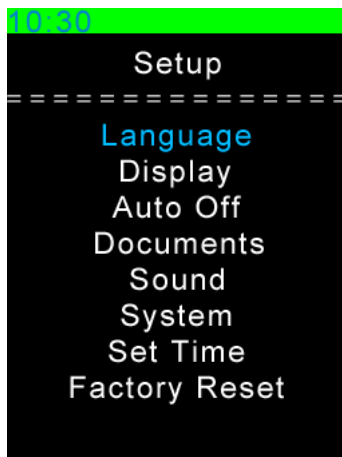 10:30
Setup
===============
Language
Display
Auto Off
Documents
Sound
System
Set Time
Factory Reset